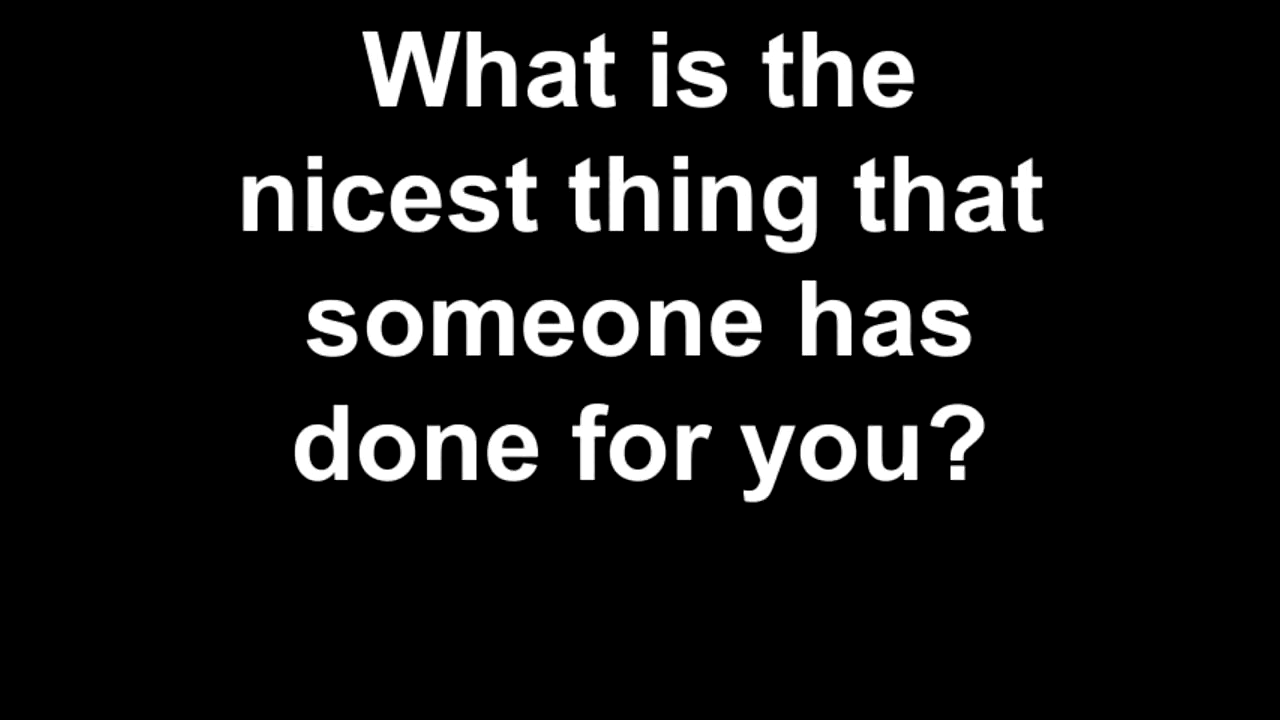 What is the
nicest thing that
someone has
done for you?